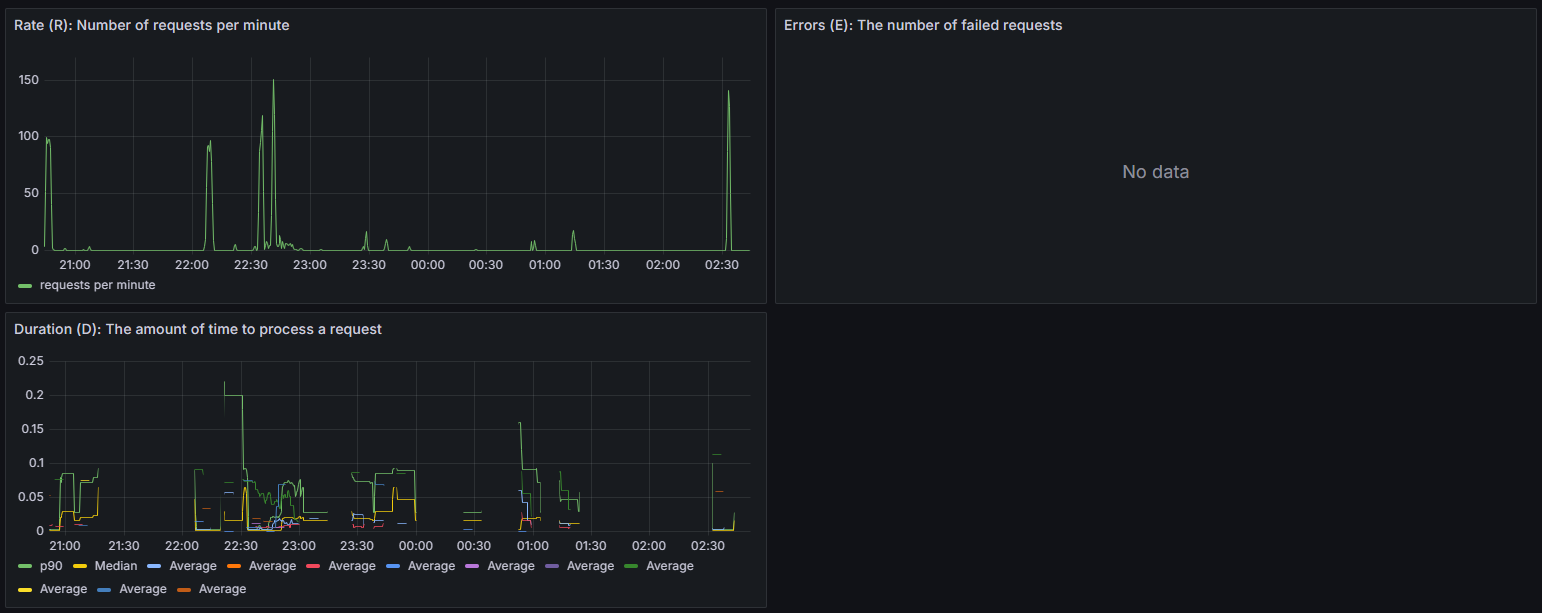 Rate (R): Number of requests per minute
150
100
50
0
21:00 21:30 22:00 22:30 23:00 23:30 00:00 00:30 01:00 01:30 02:00 02:30
requests per minute
Errors (E): The number of failed requests
No data
Duration (D): The amount of time to process a request
0.25
0.2
0.15
0.1
0.05
0
21:00 21:30 22:00 22:30 23:00 23:30 00:00 00:30 01:00 01:30 02:00 02:30
p90 Median Average Average Average Average Average Average Average
Average Average Average